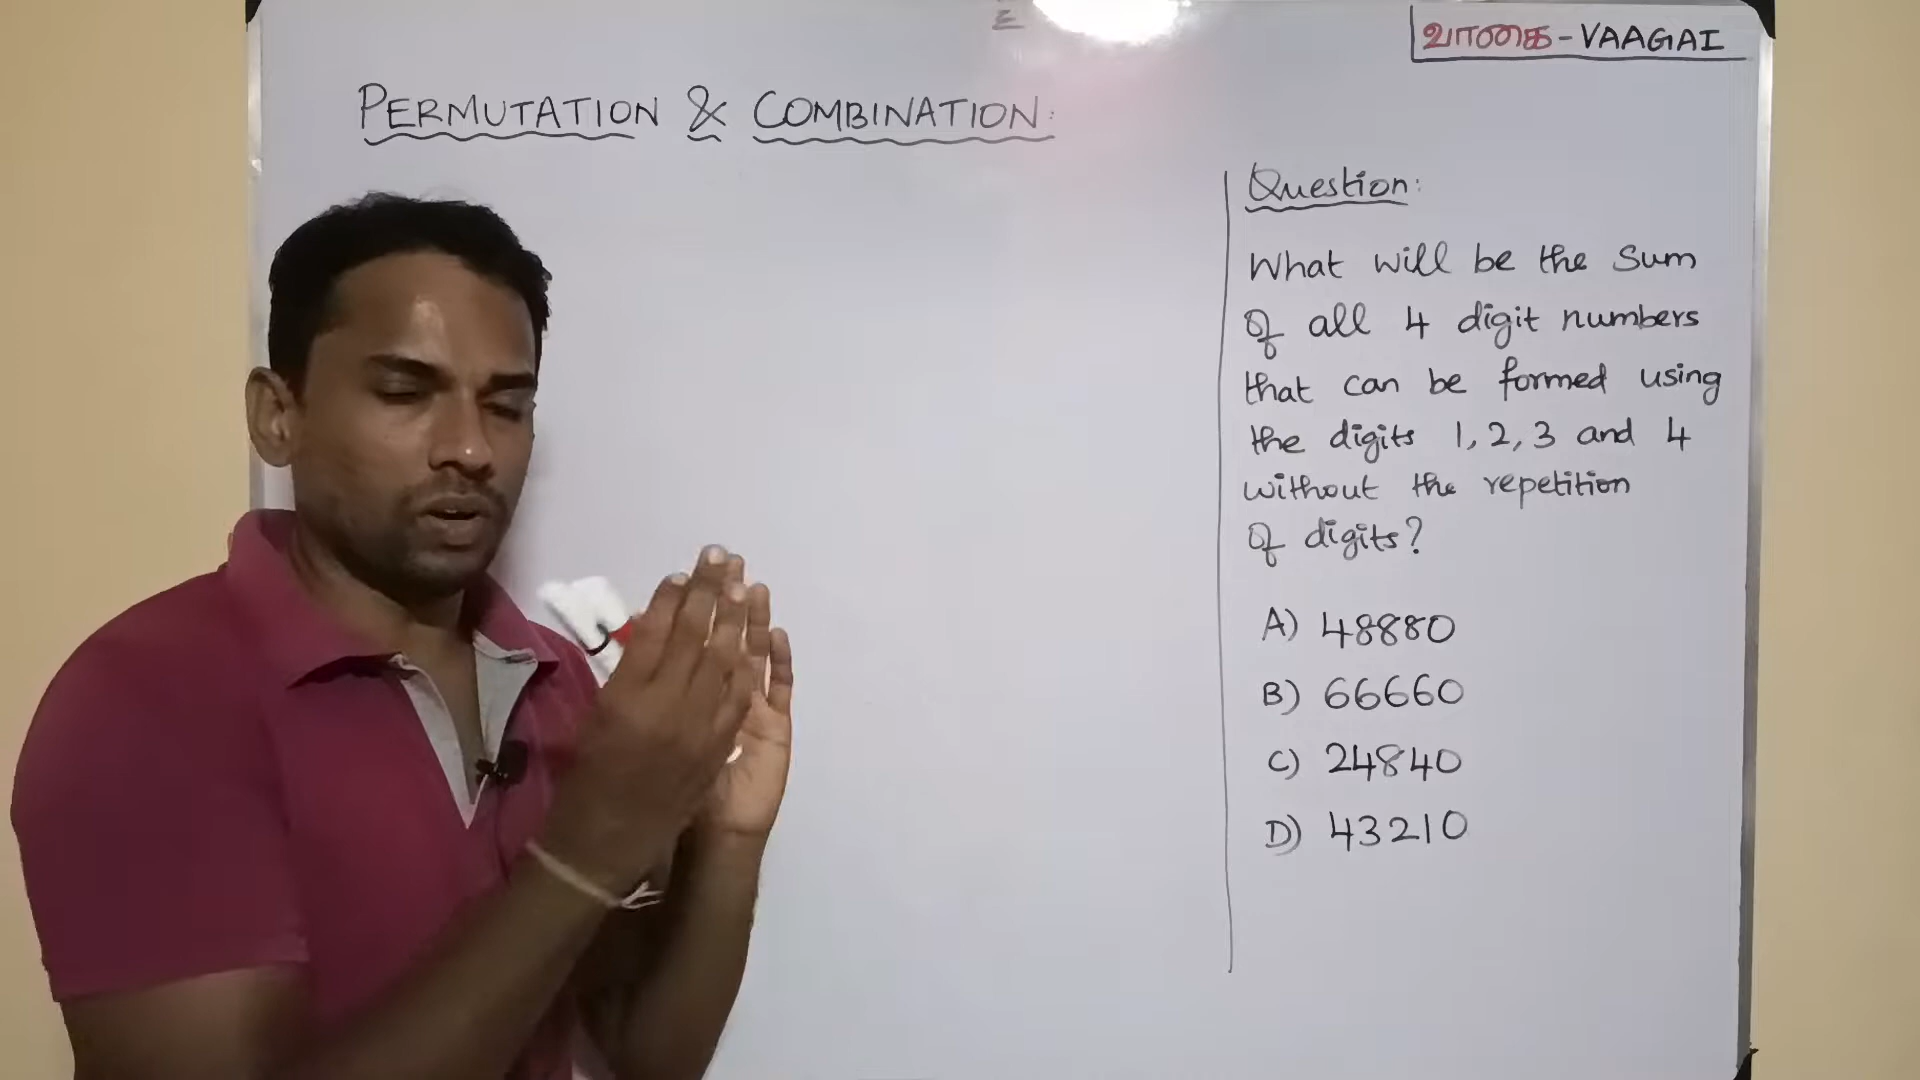 வாகை - VAAGAI
PERMUTATION & COMBINATION:
Question:
What will be the Sum
Of all 4 digit numbers
that can be formed using
the digits 1, 2, 3 and 4
without the repetition
Of digits?
A) 48880
B) 66660
C) 24840
D) 43210